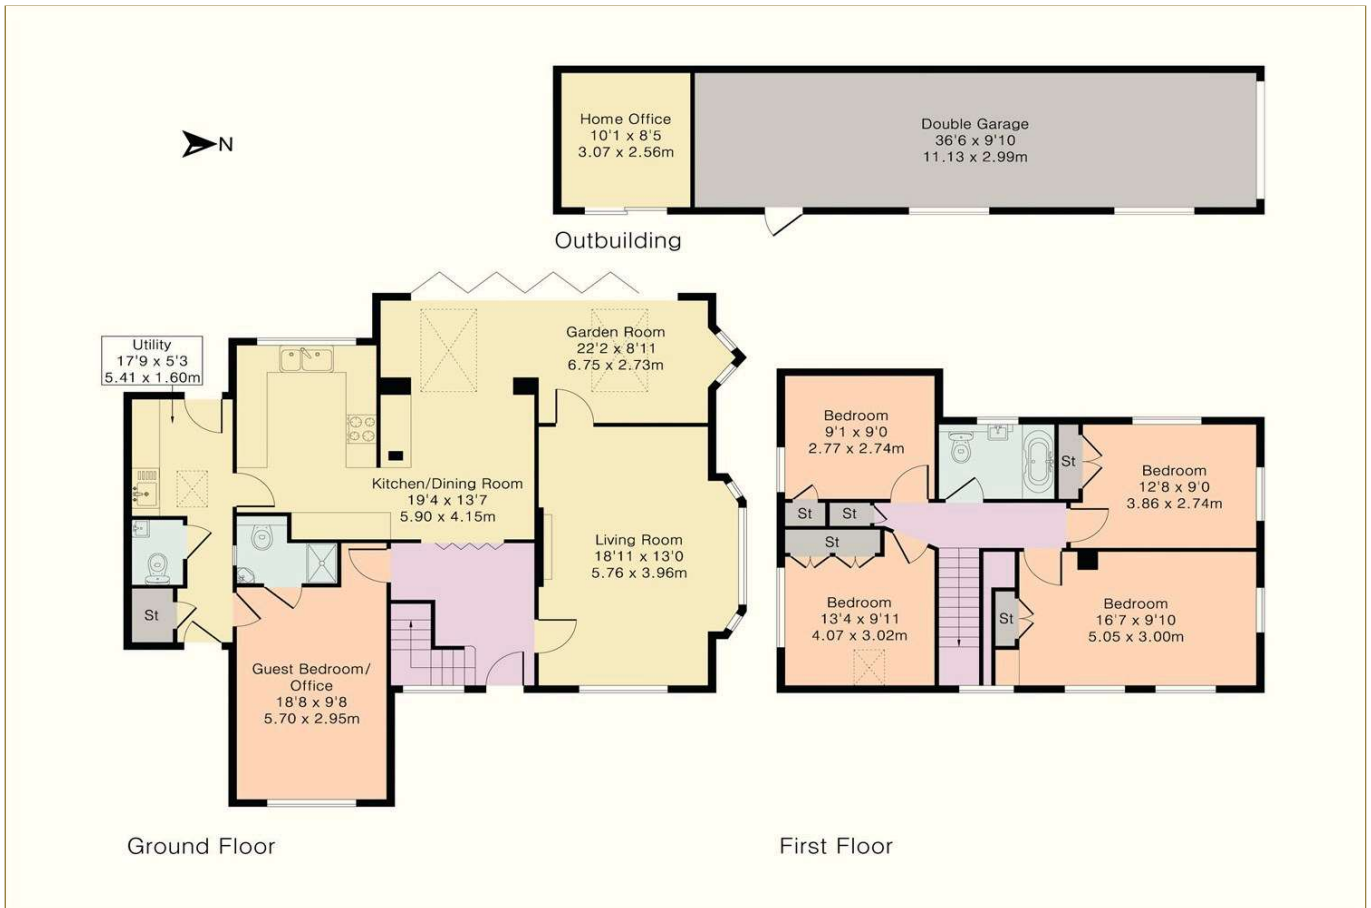 Home Office
10'1 x 8'5
3.07 x 2.56m
Double Garage
36'6 x 9'10
11.13 x 2.99m
N
Outbuilding
Utility
17'9 x 5'3
5.41 x 1.60m
Garden Room
22'2 x 8'11
6.75 x 2.73m
Kitchen/Dining Room
19'4 x 13'7
5.90 x 4.15m
Living Room
18'11 x 13'0
5.76 x 3.96m
St
Guest Bedroom/
Office
18'8 x 9'8
5.70 x 2.95m
Ground Floor
Bedroom
9'1 x 9'0
2.77 x 2.74m
St
Bedroom
12'8 x 9'0
3.86 x 2.74m
St
St
St
Bedroom
13'4 x 9'11
4.07 x 3.02m
St
Bedroom
16'7 x 9'10
5.05 x 3.00m
First Floor